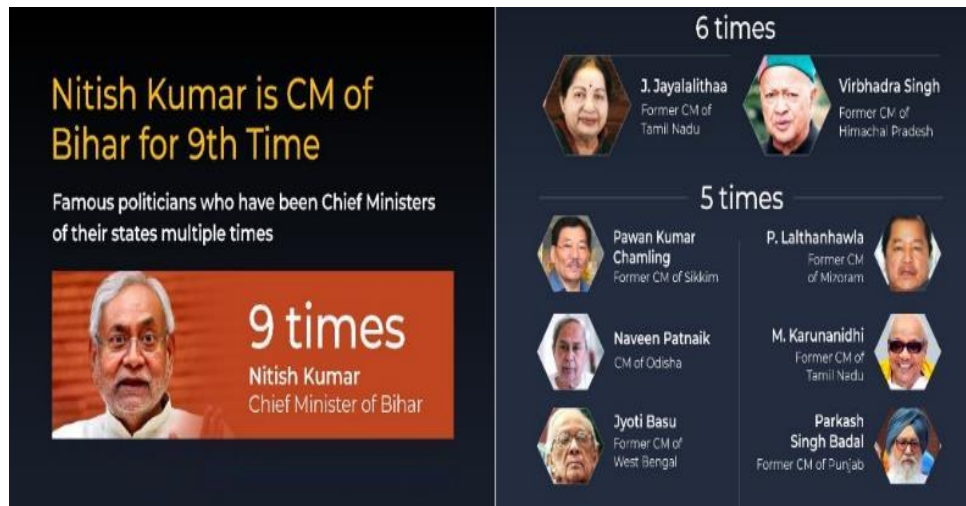 Nitish Kumar is CM of
Bihar for 9th Time
Famous politicians who have been Chief Ministers
of their states multiple times
9 times
Nitish Kumar
Chief Minister of Bihar
6 times
J. Jayalalithaa
Former CM of
Tamil Nadu
Virbhadra Singh
Former CM of
Himachal Pradesh
5 times
Pawan Kumar
Chamling
Former CM of Sikkim
P. Lalthanhawla
Former CM
of Mizoram
Naveen Patnaik
CM of Odisha
M. Karunanidhi
Former CM of
Tamil Nadu
Jyoti Basu
Former CM of
West Bengal
Parkash
Singh Badal
Former CM of Punjab